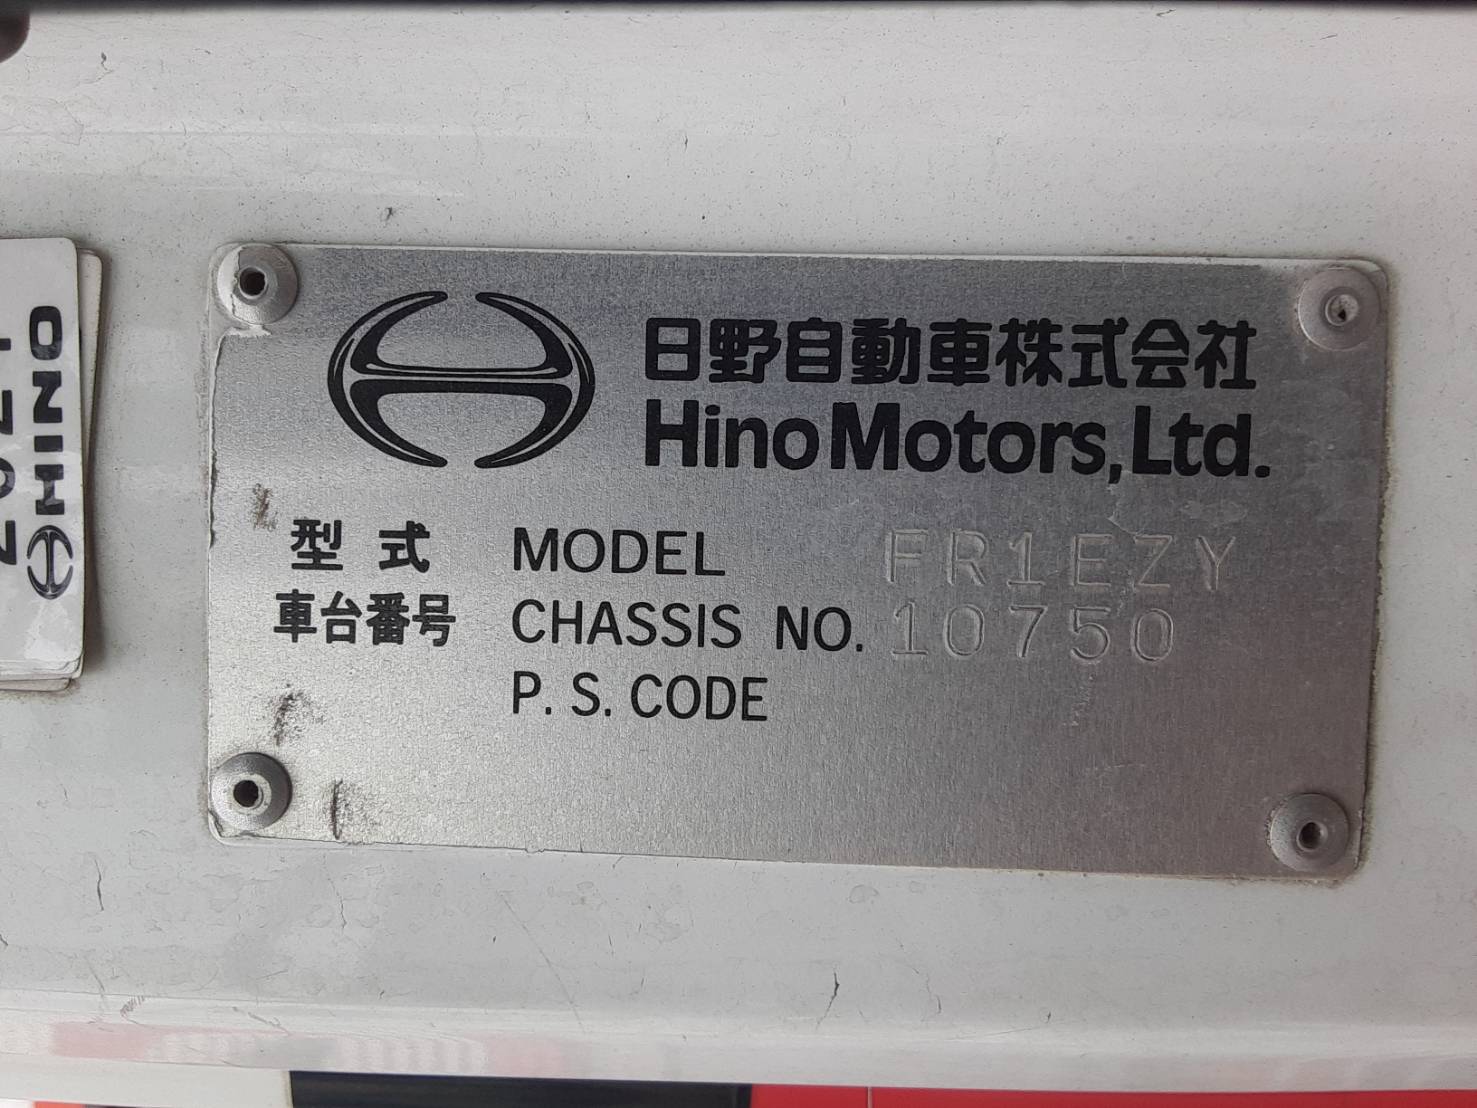 日野自動車株式会社
Hino Motors, Ltd.
型式 MODEL FR1EZY
車台番号 CHASSIS NO. 10750
P. S. CODE
HINO